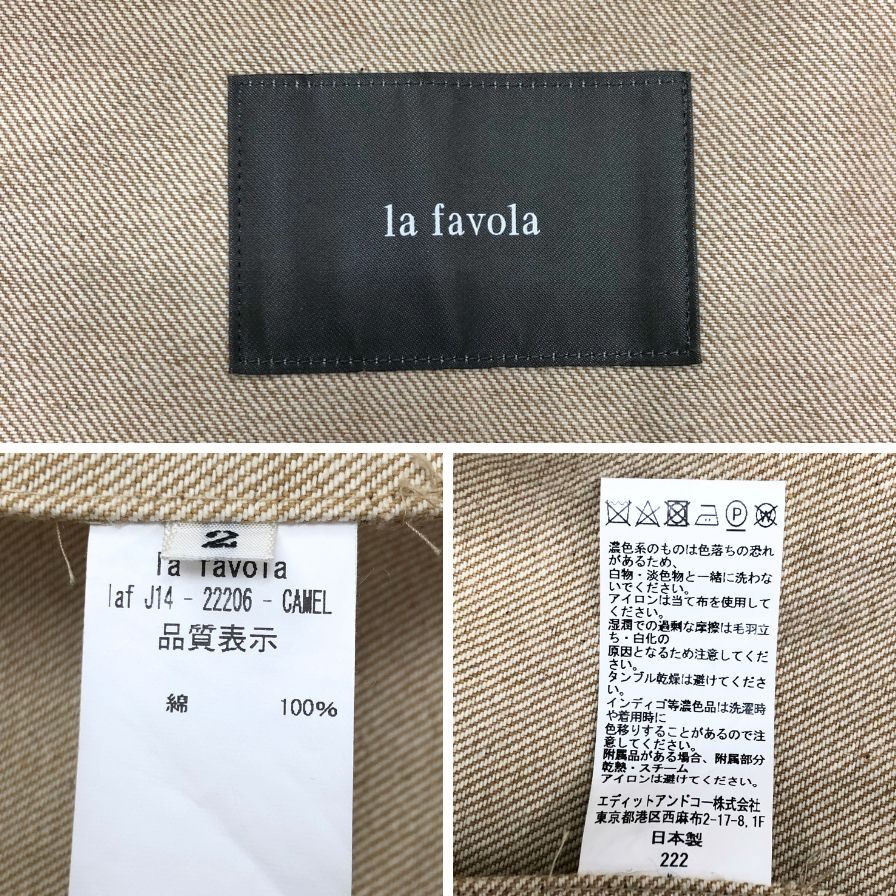 la favola
2
la favola
laf J14 - 22206 - CAMEL
品質表示
綿 100%
濃色系のものは色落ちの恐れ
があるため、
白物・淡色物と一緒に洗わな
いでください。
アイロンは当て布を使用して
ください。
湿潤での過剰な摩擦は毛羽立
ち・白化の
原因となるため注意してくだ
さい。
タンブル乾燥は避けてくださ
い。
インディゴ等濃色品は洗濯時
や着用時に
色移りすることがあるので注
意してください。
附属品がある場合、附属部分
乾熱・スチーム
アイロンは避けてください。
エディットアンドコー株式会社
東京都港区西麻布2-17-8.1F
日本製
222